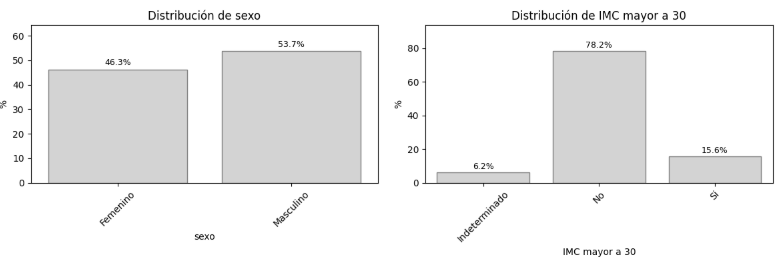 Distribución de sexo
60
50
40
30
20
10
0
%
46.3%
53.7%
Femenino
Masculino
sexo
Distribución de IMC mayor a 30
80
60
40
20
0
%
6.2%
78.2%
15.6%
Indeterminado
No
Si
IMC mayor a 30